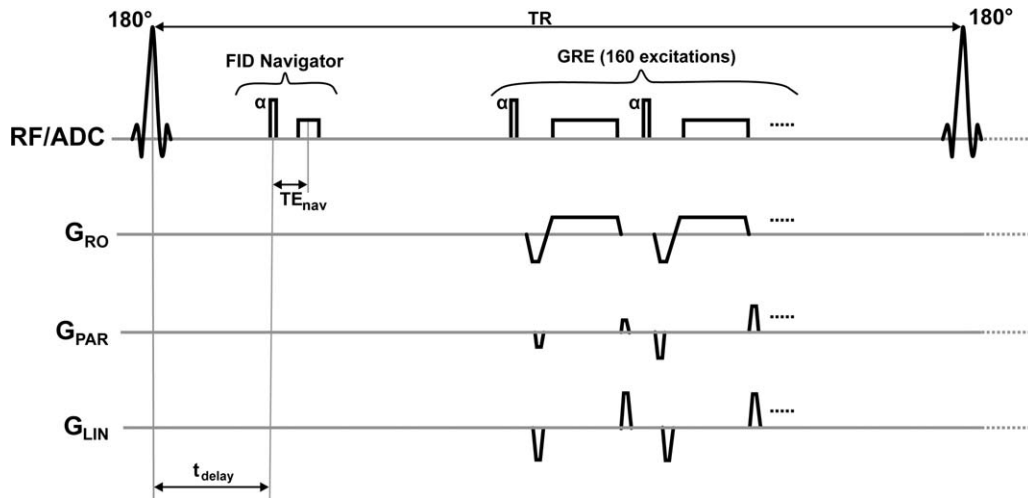 180°
TR
180°
FID Navigator
GRE (160 excitations)
α
α
α
.....
RF/ADC
TEnav
GRO
.....
GPAR
.....
GLIN
.....
tdelay